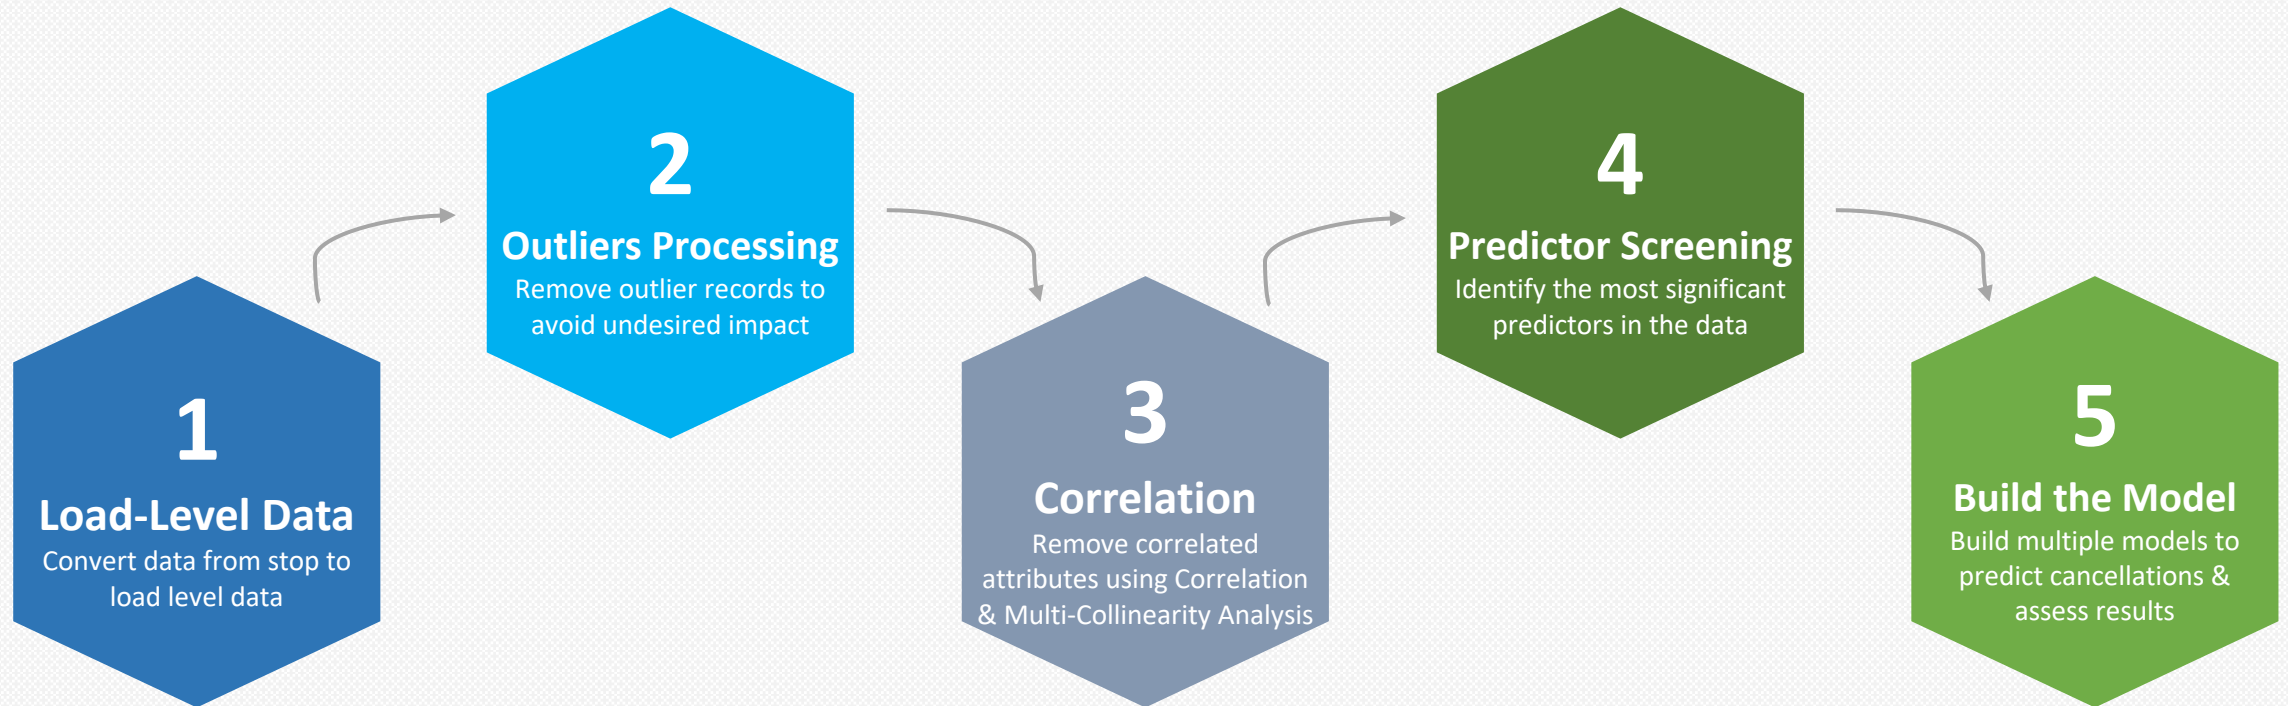 1
Load-Level Data
Convert data from stop to
load level data
2
Outliers Processing
Remove outlier records to
avoid undesired impact
3
Correlation
Remove correlated
attributes using Correlation
& Multi-Collinearity Analysis
4
Predictor Screening
Identify the most significant
predictors in the data
5
Build the Model
Build multiple models to
predict cancellations &
assess results